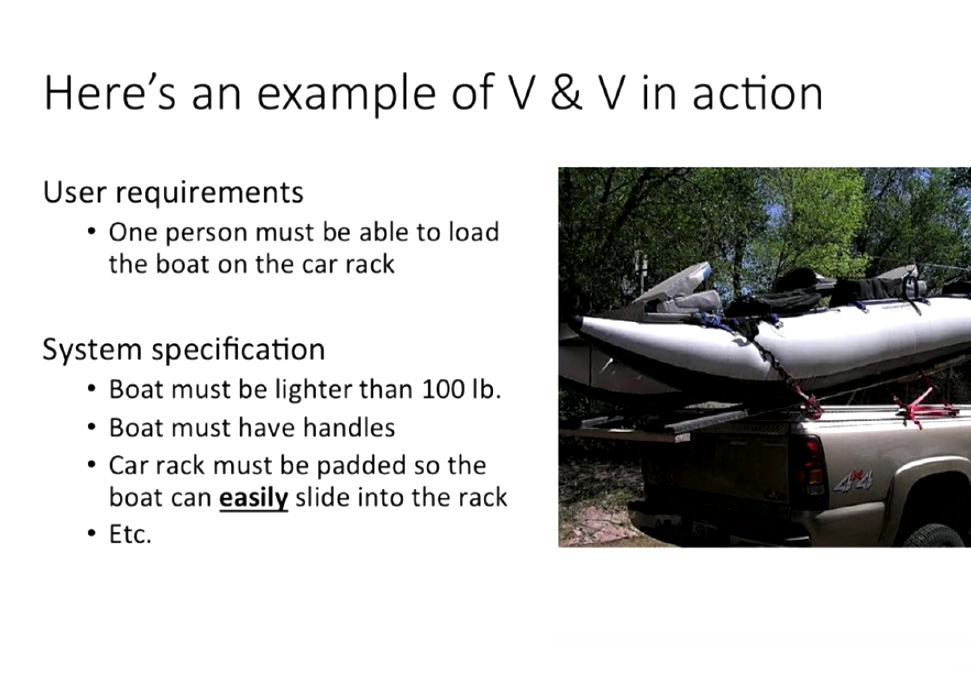 Here's an example of V & V in action
User requirements
• One person must be able to load
the boat on the car rack
System specification
• Boat must be lighter than 100 lb.
• Boat must have handles
• Car rack must be padded so the
boat can easily slide into the rack
• Etc.
4x4